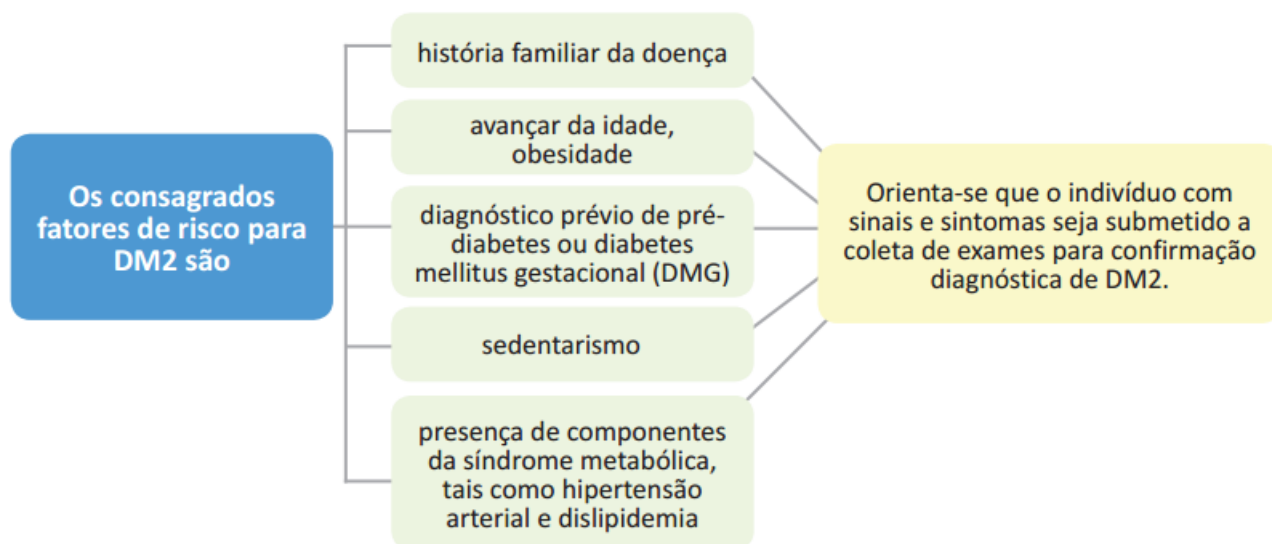 Os consagrados
fatores de risco para
DM2 são
história familiar da doença
avançar da idade,
obesidade
diagnóstico prévio de pré-
diabetes ou diabetes
mellitus gestacional (DMG)
sedentarismo
presença de componentes
da síndrome metabólica,
tais como hipertensão
arterial e dislipidemia
Orienta-se que o indivíduo com
sinais e sintomas seja submetido a
coleta de exames para confirmação
diagnóstica de DM2.